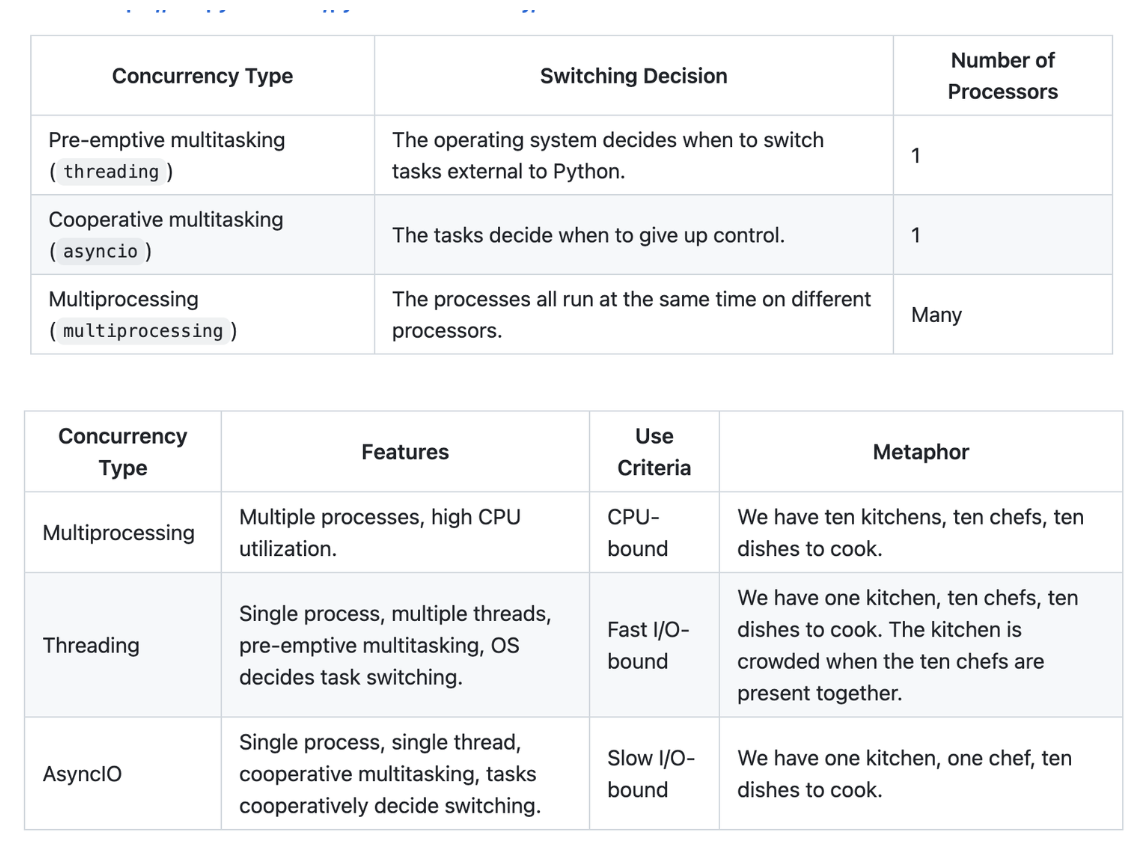 Concurrency Type
Switching Decision
Number of
Processors
Pre-emptive multitasking
( threading )
The operating system decides when to switch
tasks external to Python.
1
Cooperative multitasking
( asyncio )
The tasks decide when to give up control.
1
Multiprocessing
( multiprocessing )
The processes all run at the same time on different
processors.
Many
Concurrency
Type
Features
Use
Criteria
Metaphor
Multiprocessing
Multiple processes, high CPU
utilization.
CPU-
bound
We have ten kitchens, ten chefs, ten
dishes to cook.
Threading
Single process, multiple threads,
pre-emptive multitasking, OS
decides task switching.
Fast I/O-
bound
We have one kitchen, ten chefs, ten
dishes to cook. The kitchen is
crowded when the ten chefs are
present together.
AsyncIO
Single process, single thread,
cooperative multitasking, tasks
cooperatively decide switching.
Slow I/O-
bound
We have one kitchen, one chef, ten
dishes to cook.